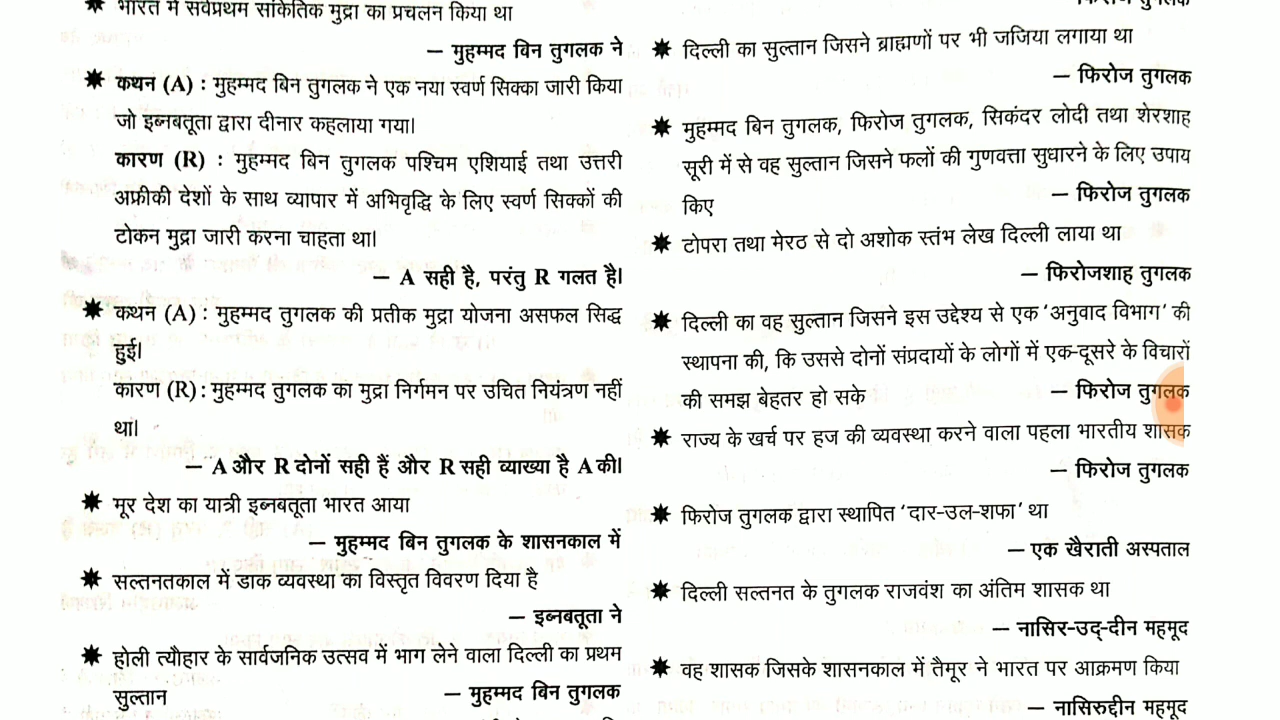 ✷ भारत में सर्वप्रथम सांकेतिक मुद्रा का प्रचलन किया था
– मुहम्मद बिन तुगलक ने
✷ कथन (A) : मुहम्मद बिन तुगलक ने एक नया स्वर्ण सिक्का जारी किया
जो इब्नबतूता द्वारा दीनार कहलाया गया।
कारण (R) : मुहम्मद बिन तुगलक पश्चिम एशियाई तथा उत्तरी
अफ्रीकी देशों के साथ व्यापार में अभिवृद्धि के लिए स्वर्ण सिक्कों की
टोकन मुद्रा जारी करना चाहता था।
– A सही है, परंतु R गलत है।
✷ कथन (A) : मुहम्मद तुगलक की प्रतीक मुद्रा योजना असफल सिद्ध
हुई।
कारण (R) : मुहम्मद तुगलक का मुद्रा निर्गमन पर उचित नियंत्रण नहीं
था।
– A और R दोनों सही हैं और R सही व्याख्या है A की।
✷ मूर देश का यात्री इब्नबतूता भारत आया
– मुहम्मद बिन तुगलक के शासनकाल में
✷ सल्तनतकाल में डाक व्यवस्था का विस्तृत विवरण दिया है
– इब्नबतूता ने
✷ होली त्यौहार के सार्वजनिक उत्सव में भाग लेने वाला दिल्ली का प्रथम
सुल्तान – मुहम्मद बिन तुगलक
फिरोज तुगलक
✷ दिल्ली का सुल्तान जिसने ब्राह्मणों पर भी जजिया लगाया था
– फिरोज तुगलक
✷ मुहम्मद बिन तुगलक, फिरोज तुगलक, सिकंदर लोदी तथा शेरशाह
सूरी में से वह सुल्तान जिसने फलों की गुणवत्ता सुधारने के लिए उपाय
किए – फिरोज तुगलक
✷ टोपरा तथा मेरठ से दो अशोक स्तंभ लेख दिल्ली लाया था
– फिरोजशाह तुगलक
✷ दिल्ली का वह सुल्तान जिसने इस उद्देश्य से एक 'अनुवाद विभाग' की
स्थापना की, कि उससे दोनों संप्रदायों के लोगों में एक-दूसरे के विचारों
की समझ बेहतर हो सके – फिरोज तुगलक
✷ राज्य के खर्च पर हज की व्यवस्था करने वाला पहला भारतीय शासक
– फिरोज तुगलक
✷ फिरोज तुगलक द्वारा स्थापित 'दार-उल-शफा' था
– एक खैराती अस्पताल
✷ दिल्ली सल्तनत के तुगलक राजवंश का अंतिम शासक था
– नासिर-उद्-दीन महमूद
✷ वह शासक जिसके शासनकाल में तैमूर ने भारत पर आक्रमण किया
– नासिरुद्दीन महमूद